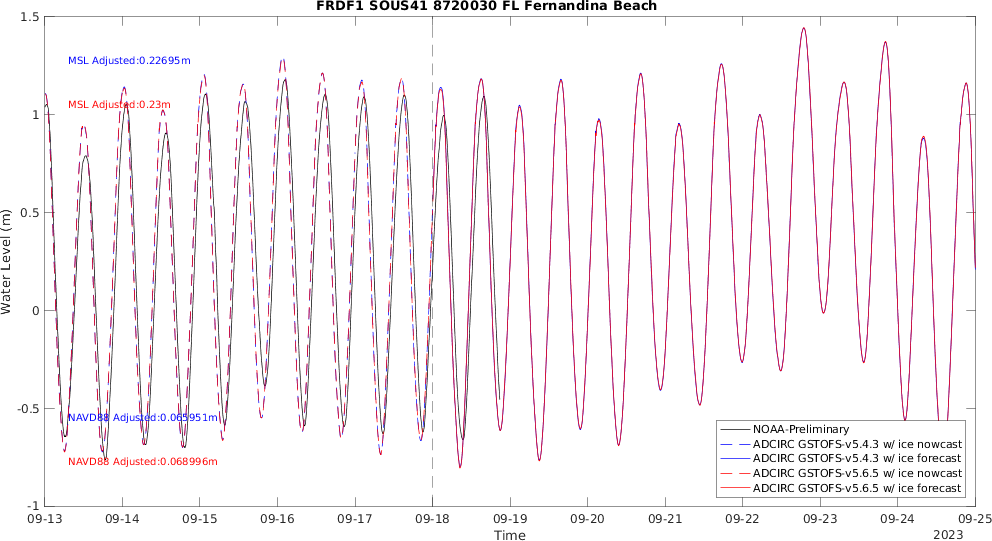 FRDF1 SOUS41 8720030 FL Fernandina Beach
1.5
MSL Adjusted:0.22695m
MSL Adjusted:0.23m
1
0.5
Water Level (m)
0
-0.5
NAVD88 Adjusted:0.065951m
NAVD88 Adjusted:0.068996m
NOAA-Preliminary
ADCIRC GSTOFS-v5.4.3 w/ ice nowcast
ADCIRC GSTOFS-v5.4.3 w/ ice forecast
ADCIRC GSTOFS-v5.6.5 w/ ice nowcast
ADCIRC GSTOFS-v5.6.5 w/ ice forecast
-1
09-13 09-14 09-15 09-16 09-17 09-18 09-19 09-20 09-21 09-22 09-23 09-24 09-25
Time
2023